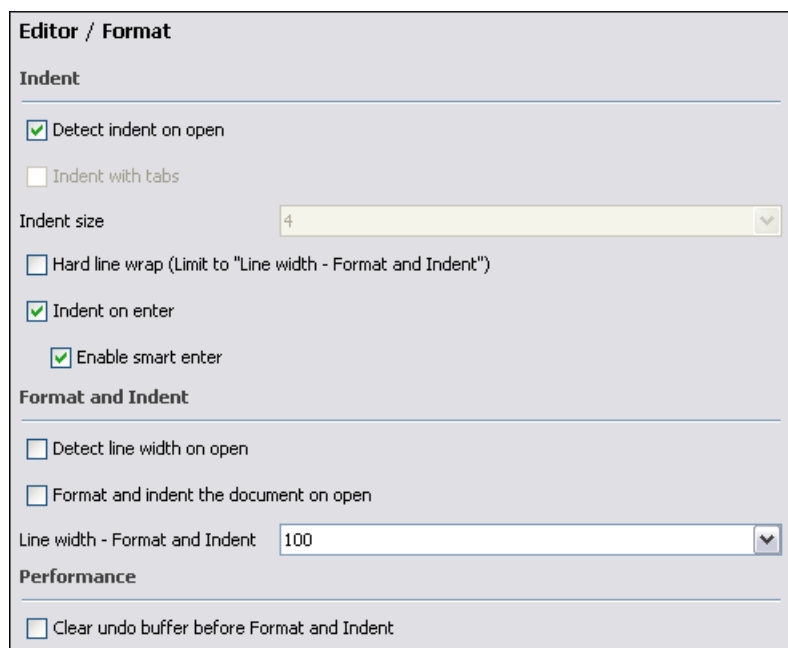 Editor / Format
Indent
Detect indent on open
Indent with tabs
Indent size 4
Hard line wrap (Limit to "Line width - Format and Indent")
Indent on enter
Enable smart enter
Format and Indent
Detect line width on open
Format and indent the document on open
Line width - Format and Indent 100
Performance
Clear undo buffer before Format and Indent